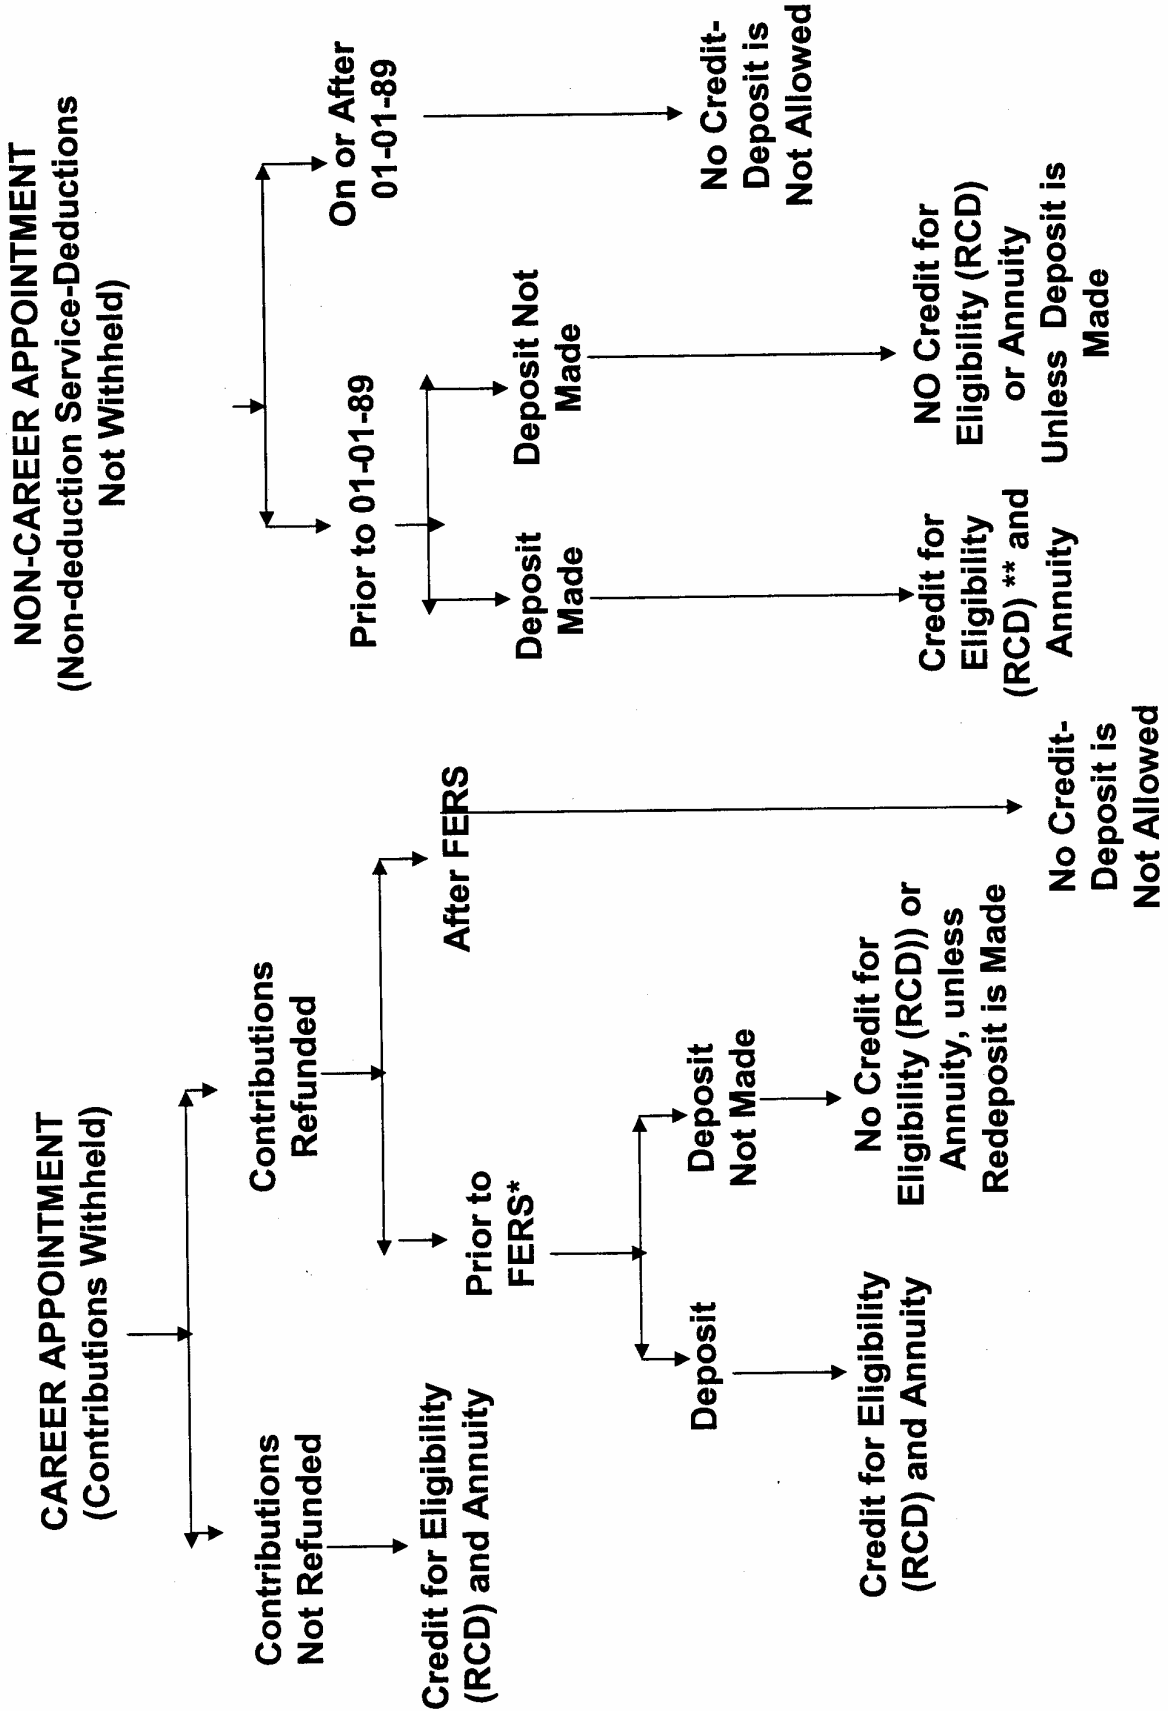 CAREER APPOINTMENT
(Contributions Withheld)
Contributions
Not Refunded
Credit for Eligibility
(RCD) and Annuity
Contributions
Refunded
Prior to
FERS*
After FERS
Deposit
Deposit
Not Made
Credit for Eligibility
(RCD) and Annuity
No Credit for
Eligibility (RCD)) or
Annuity, unless
Redeposit is Made
No Credit-
Deposit is
Not Allowed
NON-CAREER APPOINTMENT
(Non-deduction Service-Deductions
Not Withheld)
Prior to 01-01-89
On or After
01-01-89
Deposit
Made
Deposit Not
Made
No Credit-
Deposit is
Not Allowed
Credit for
Eligibility
(RCD) ** and
Annuity
NO Credit for
Eligibility (RCD)
or Annuity
Unless Deposit is
Made